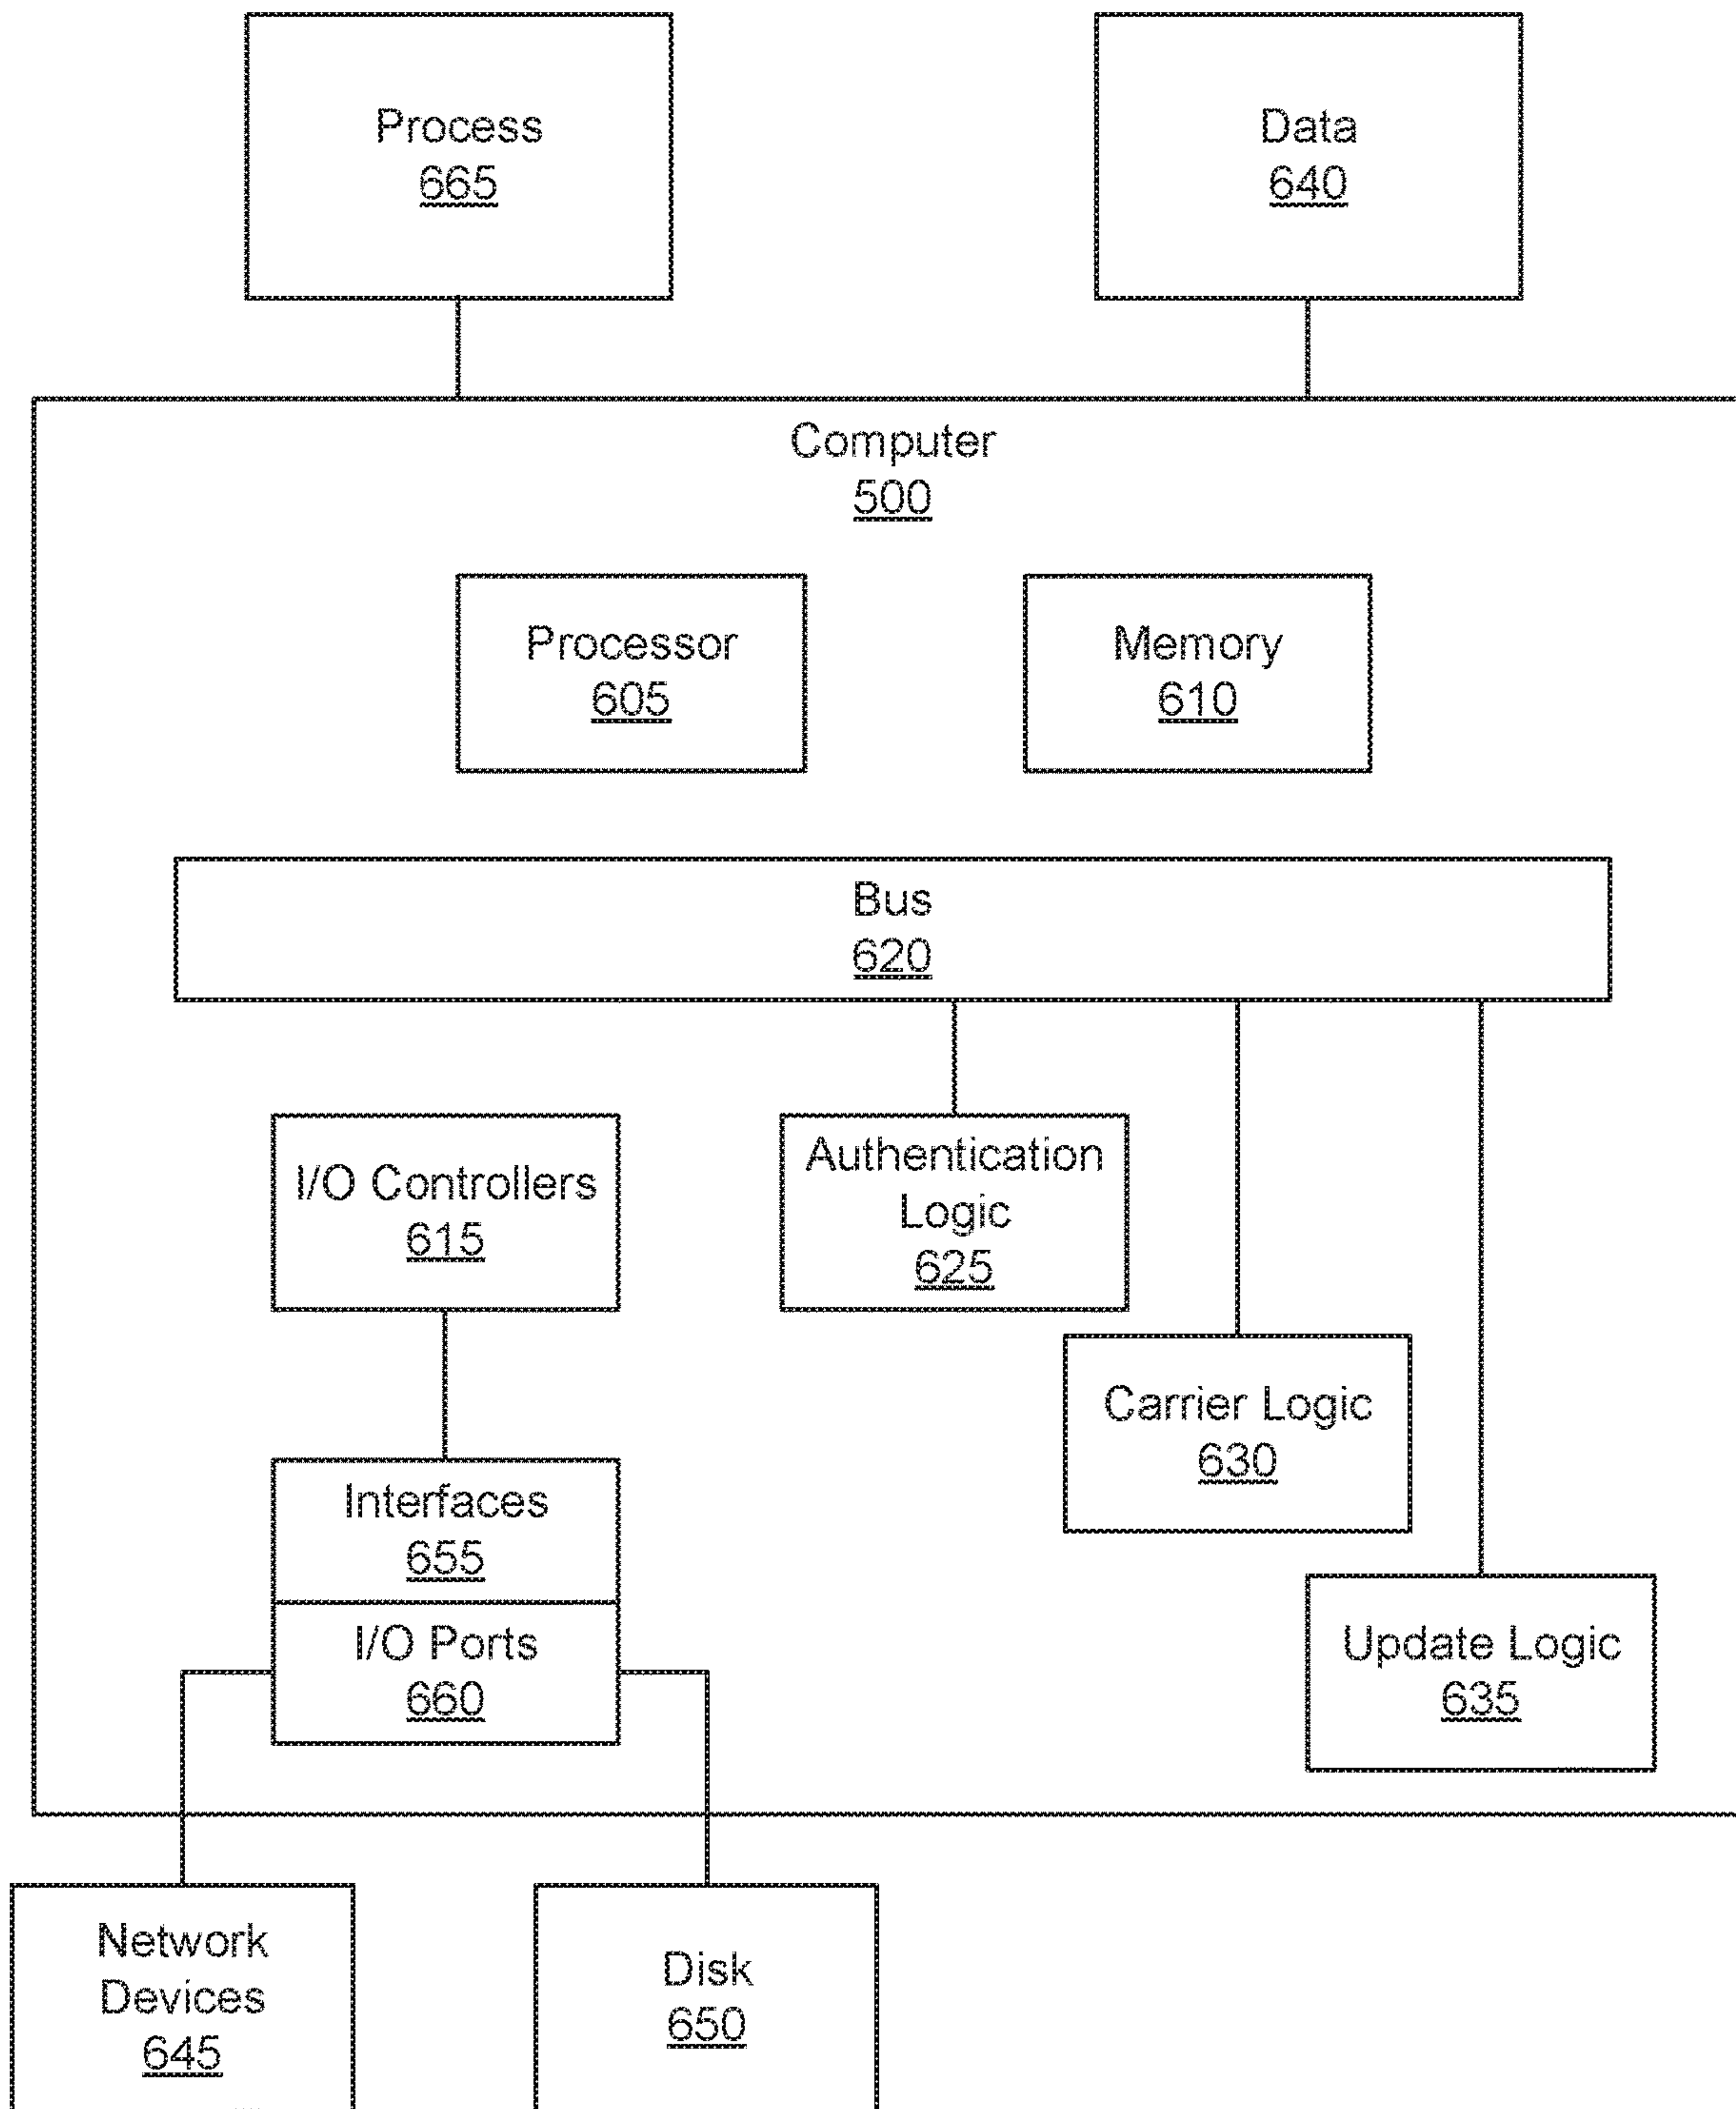 Process
665
Data
640
Computer
500
Processor
605
Memory
610
Bus
620
I/O Controllers
615
Authentication
Logic
625
Carrier Logic
630
Interfaces
655
I/O Ports
660
Update Logic
635
Network
Devices
645
Disk
650